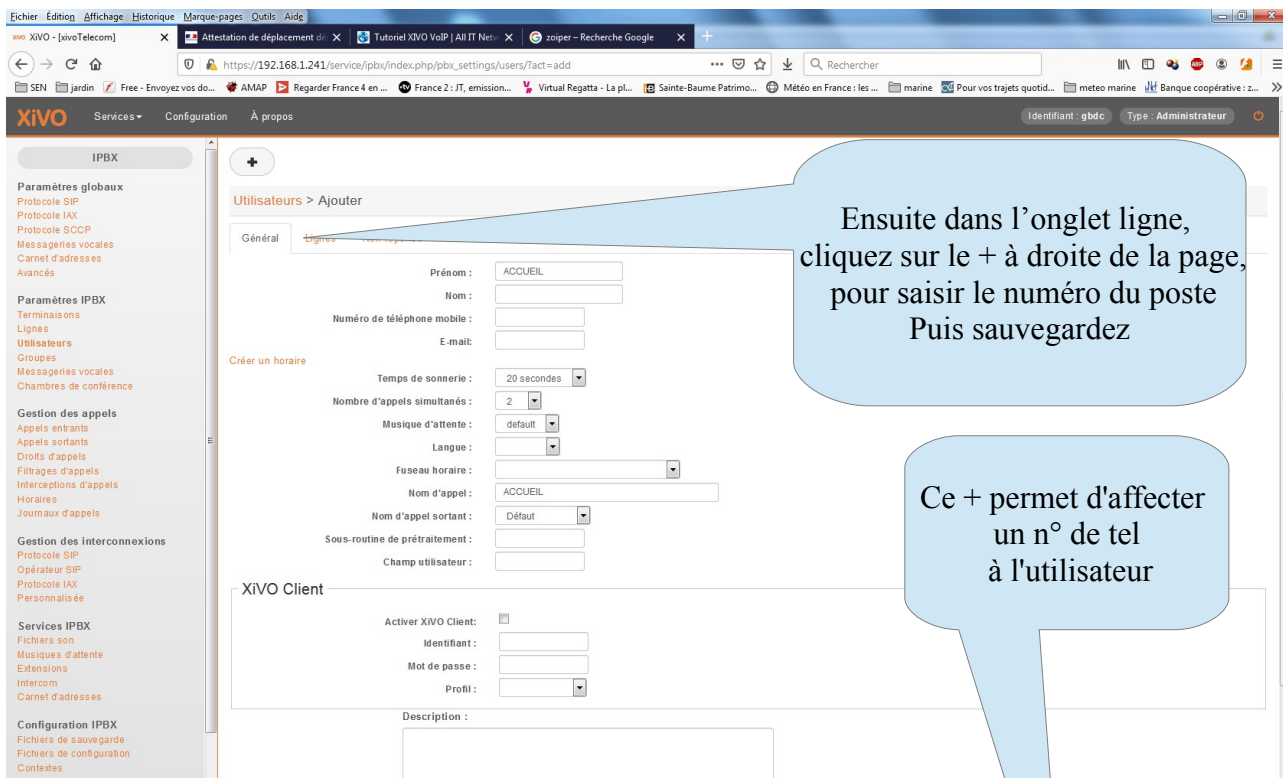 Fichier Édition Affichage Historique Marque-pages Outils Aide
XiVO - [xivoTelecom]
Attestation de déplacement dé
Tutoriel XIVO VoIP | All IT Netw
zoiper – Recherche Google
https://192.168.1.241/service/ipbx/index.php/pbx_settings/users/?act=add
Rechercher
SEN jardin Free - Envoyez vos do... AMAP Regarder France 4 en ... France 2 : JT, emission... Virtual Regatta - La pl... Sainte-Baume Patrimo... Météo en France : les ... marine Pour vos trajets quotid... meteo marine Banque coopérative : z...
XiVO Services Configuration À propos Identifiant : gbdc Type : Administrateur
IPBX
Paramètres globaux
Protocole SIP
Protocole IAX
Protocole SCCP
Messageries vocales
Carnet d'adresses
Avancés
Paramètres IPBX
Terminaisons
Lignes
Utilisateurs
Groupes
Messageries vocales
Chambres de conférence
Gestion des appels
Appels entrants
Appels sortants
Droits d'appels
Filtrages d'appels
Interceptions d'appels
Horaires
Journaux d'appels
Gestion des interconnexions
Protocole SIP
Opérateur SIP
Protocole IAX
Personnalisée
Services IPBX
Fichiers son
Musiques d'attente
Extensions
Intercom
Carnet d'adresses
Configuration IPBX
Fichiers de sauvegarde
Fichiers de configuration
Contextes
+
Utilisateurs > Ajouter
Général Lignes
Prénom : ACCUEIL
Nom :
Numéro de téléphone mobile :
E-mail:
Créer un horaire
Temps de sonnerie : 20 secondes
Nombre d'appels simultanés : 2
Musique d'attente : default
Langue :
Fuseau horaire :
Nom d'appel : ACCUEIL
Nom d'appel sortant : Défaut
Sous-routine de prétraitement :
Champ utilisateur :
XiVO Client
Activer XiVO Client:
Identifiant :
Mot de passe :
Profil :
Description :
Ensuite dans l'onglet ligne,
cliquez sur le + à droite de la page,
pour saisir le numéro du poste
Puis sauvegardez
Ce + permet d'affecter
un n° de tel
à l'utilisateur